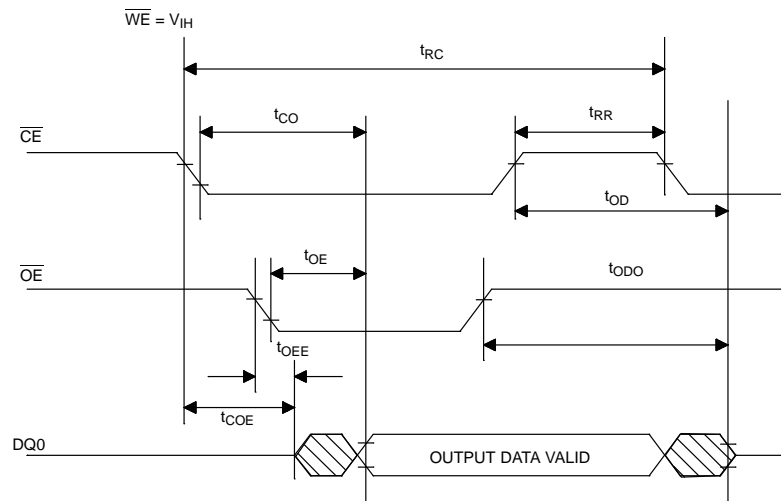 WE = VIH
tRC
tCO
tRR
CE
tOD
tOE
OE
tODO
tOEE
tCOE
DQ0
OUTPUT DATA VALID